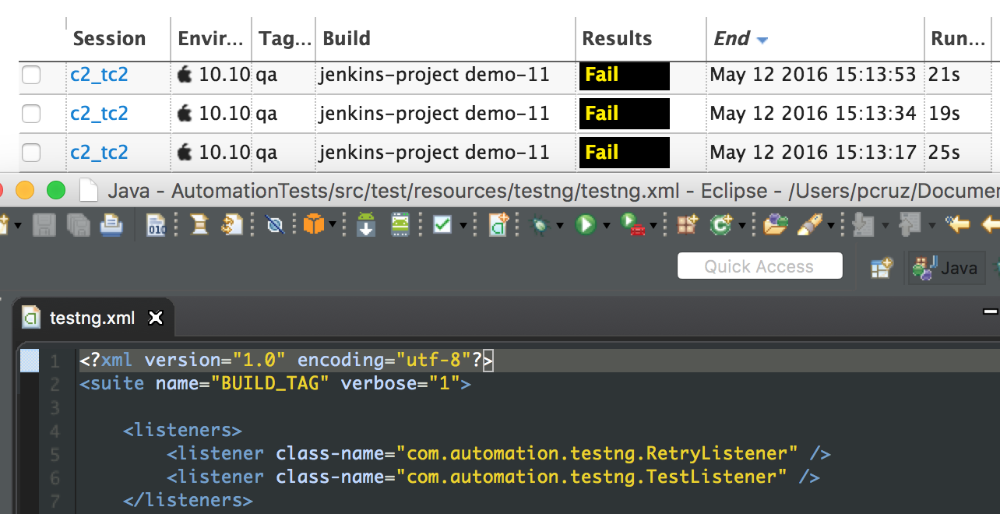 Session Envir... Tag... Build Results End Run...
c2_tc2 10.10 qa jenkins-project demo-11 Fail May 12 2016 15:13:53 21s
c2_tc2 10.10 qa jenkins-project demo-11 Fail May 12 2016 15:13:34 19s
c2_tc2 10.10 qa jenkins-project demo-11 Fail May 12 2016 15:13:17 25s
Java - AutomationTests/src/test/resources/testng/testng.xml - Eclipse - /Users/pcruz/Documen
010
Quick Access Java
testng.xml
1 <?xml version="1.0" encoding="utf-8"?>
2 <suite name="BUILD_TAG" verbose="1">
3
4 <listeners>
5 <listener class-name="com.automation.testng.RetryListener" />
6 <listener class-name="com.automation.testng.TestListener" />
7 </listeners>